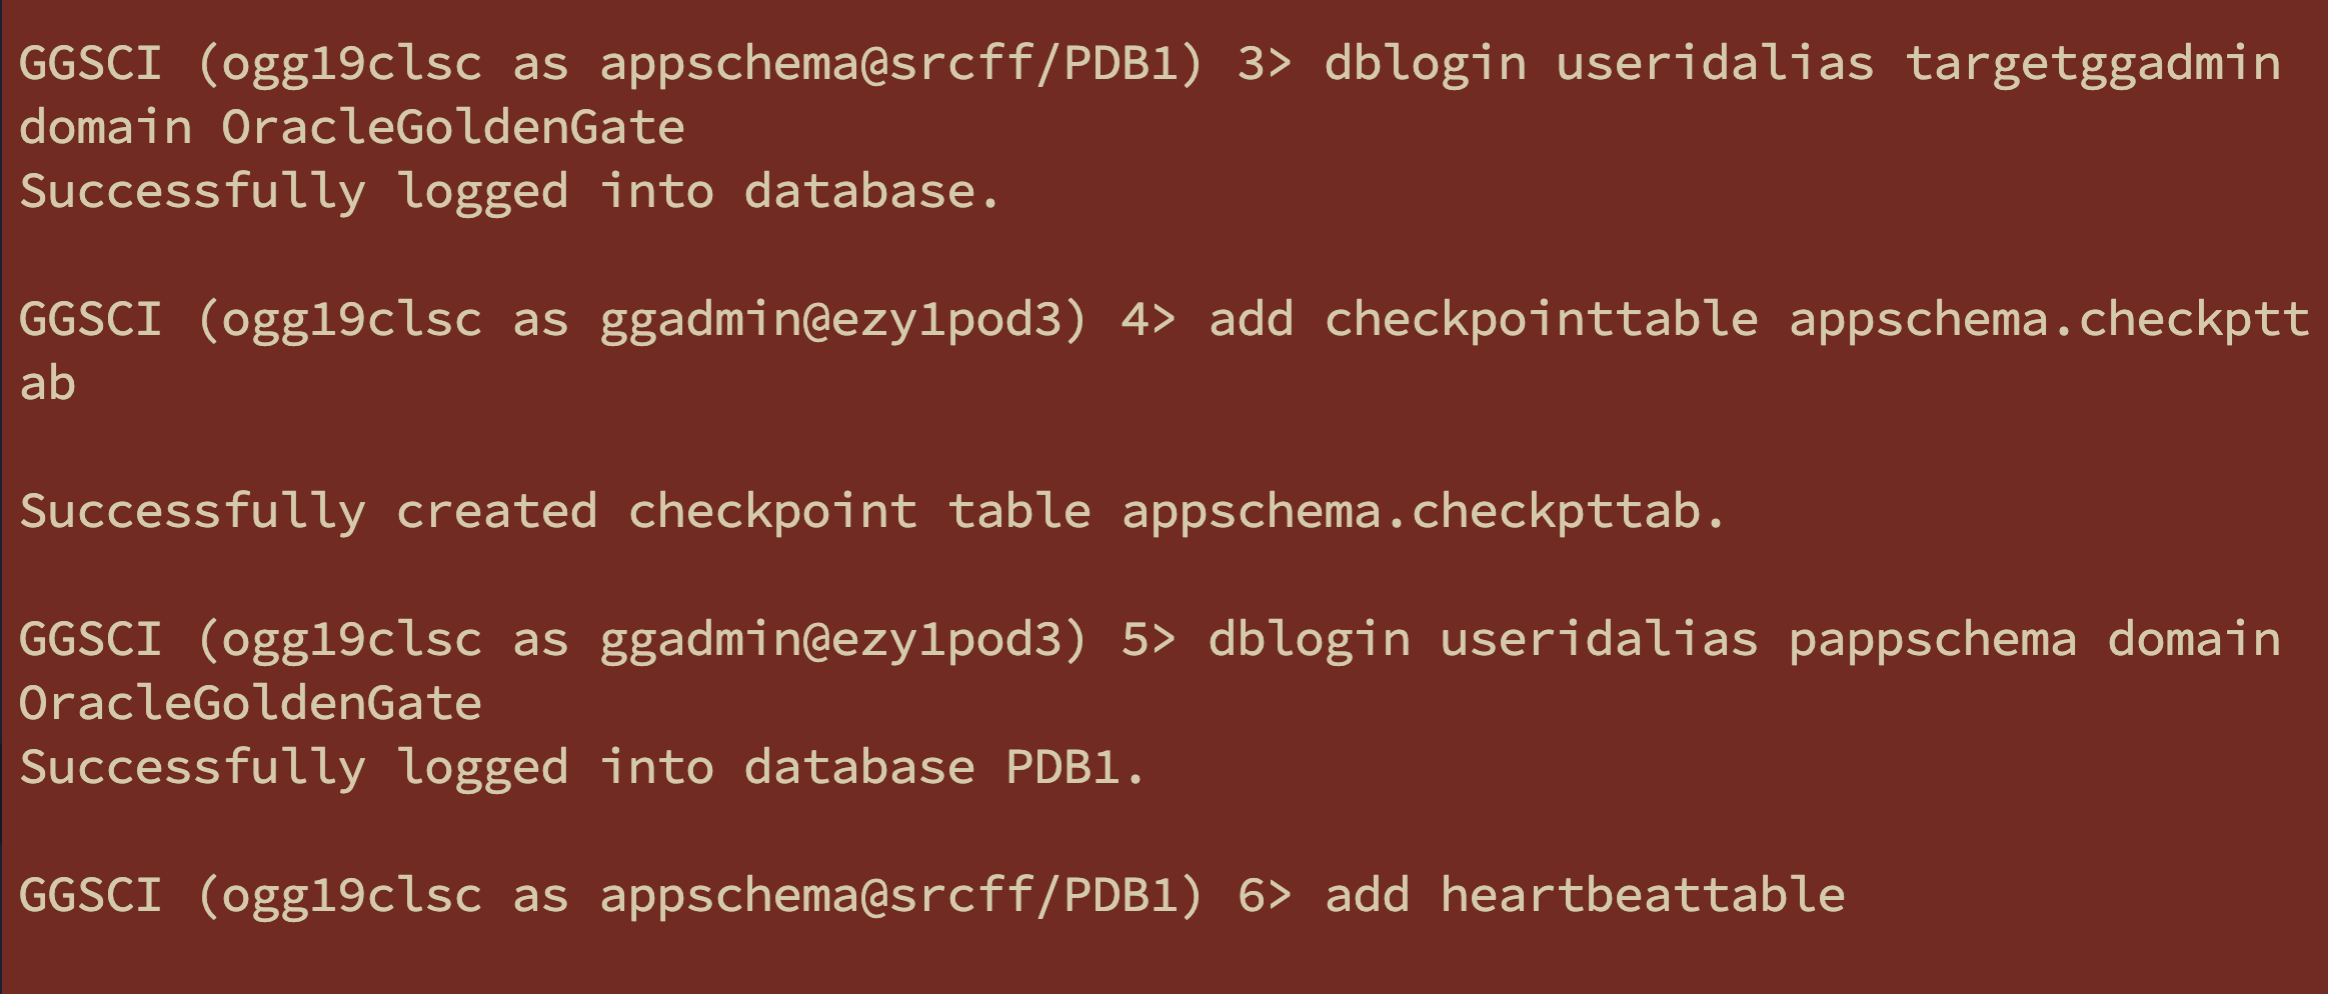 GGSCI (ogg19clsc as appschema@srcff/PDB1) 3> dblogin useridalias targetggadmin
domain OracleGoldenGate
Successfully logged into database.
GGSCI (ogg19clsc as ggadmin@ezy1pod3) 4> add checkpointtable appschema.checkptt
ab
Successfully created checkpoint table appschema.checkpttab.
GGSCI (ogg19clsc as ggadmin@ezy1pod3) 5> dblogin useridalias pappschema domain
OracleGoldenGate
Successfully logged into database PDB1.
GGSCI (ogg19clsc as appschema@srcff/PDB1) 6> add heartbeattable